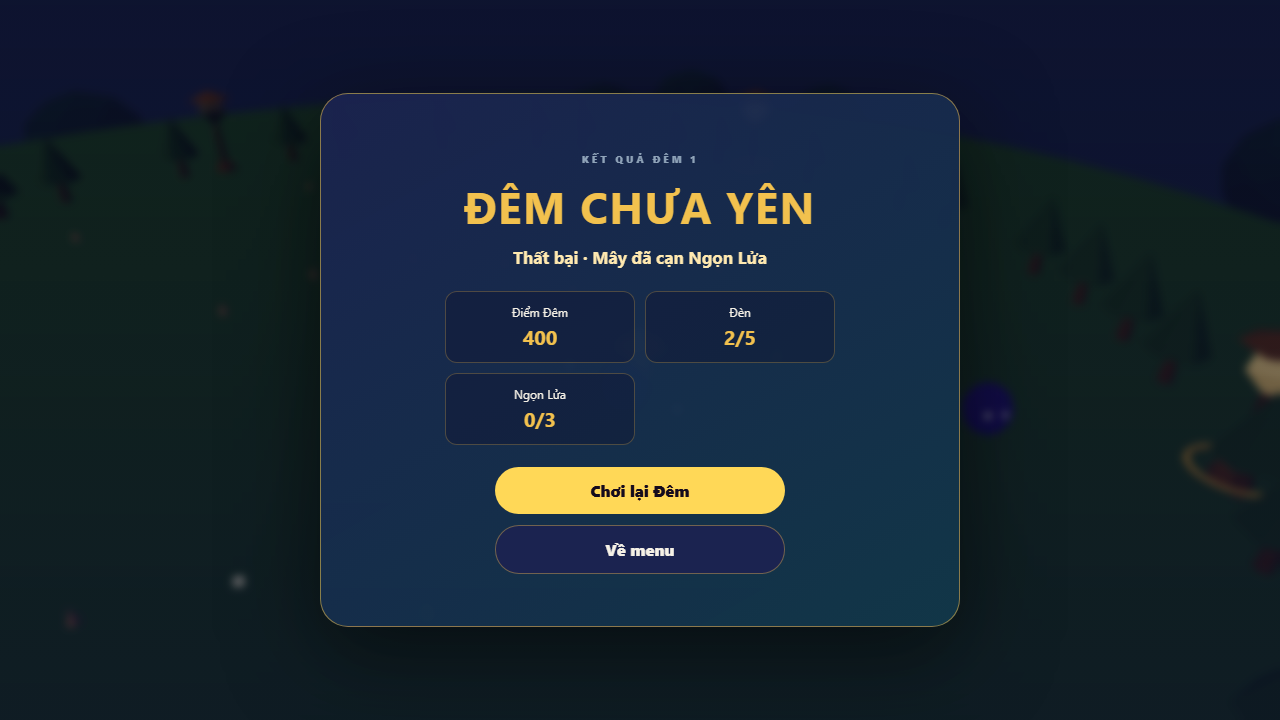 KẾT QUẢ ĐÊM 1
ĐÊM CHƯA YÊN
Thất bại · Mây đã cạn Ngọn Lửa
Điểm Đêm
400
Đèn
2/5
Ngọn Lửa
0/3
Chơi lại Đêm
Về menu